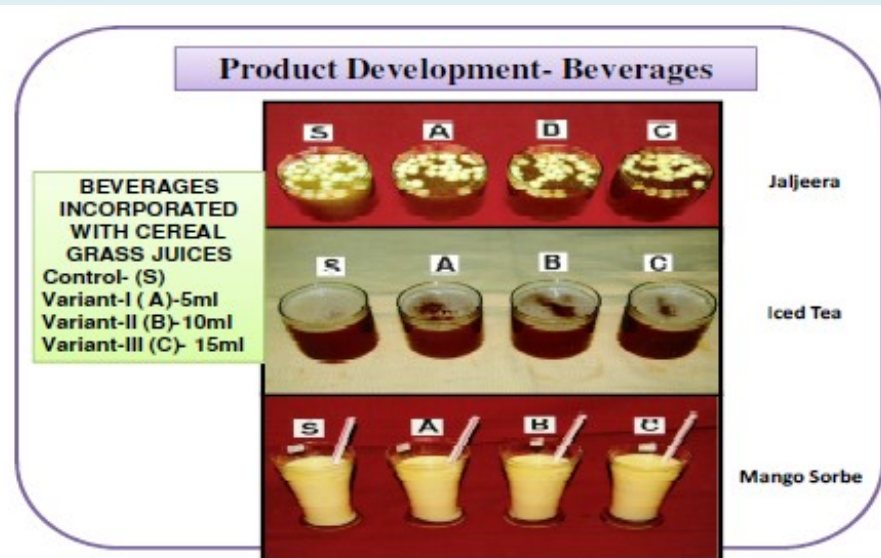 Product Development- Beverages
BEVERAGES
INCORPORATED
WITH CEREAL
GRASS JUICES
Control- (S)
Variant-I ( A)-5ml
Variant-II (B)-10ml
Variant-III (C)- 15ml
S A D C
Jaljeera
S A B C
Iced Tea
S A B C
Mango Sorbe